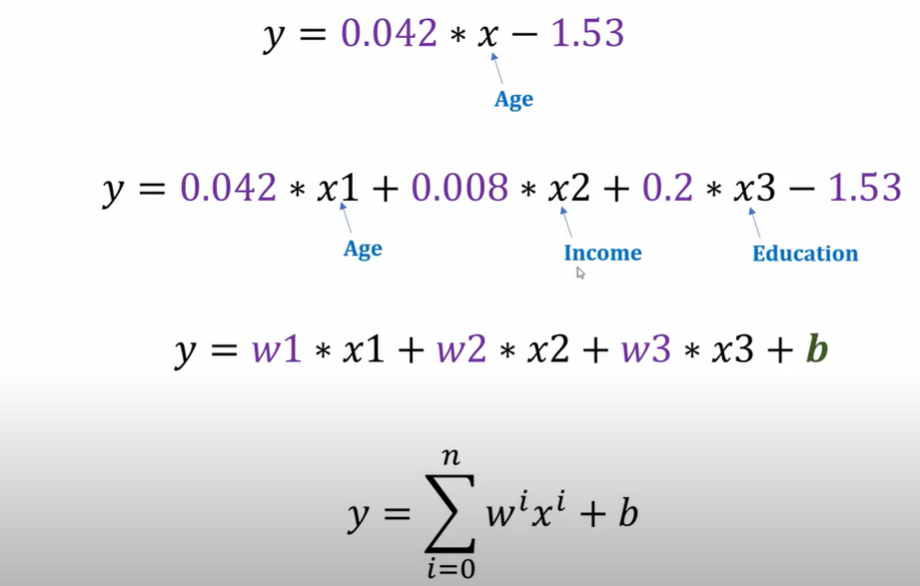 y = 0.042 * x − 1.53
Age
y = 0.042 * x1 + 0.008 * x2 + 0.2 * x3 − 1.53
Age Income Education
y = w1 * x1 + w2 * x2 + w3 * x3 + b
n
y = ∑ wⁱxⁱ + b
i=0